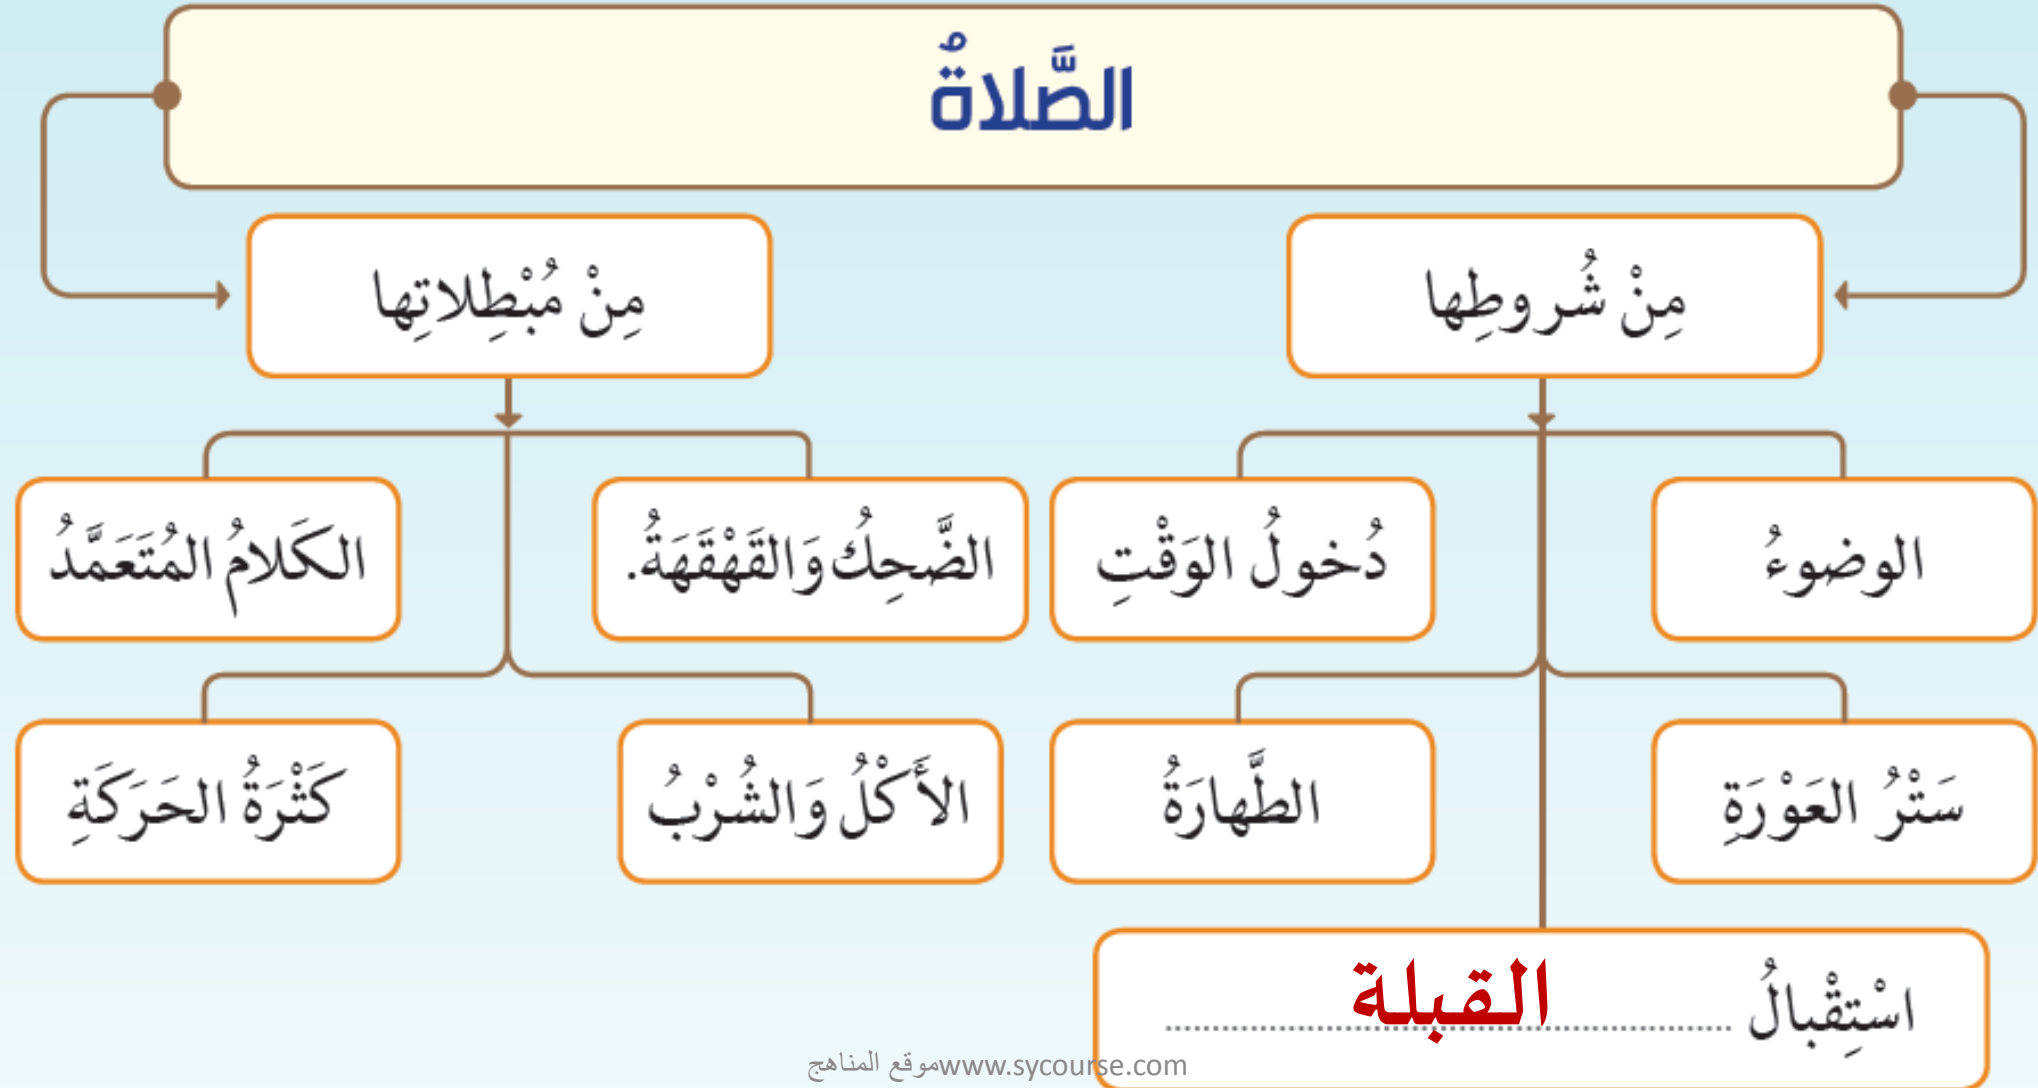 الصَّلاةُ
مِنْ شُروطِها
مِنْ مُبْطِلاتِها
الوضوءُ
دُخولُ الوَقْتِ
الضَّحِكُ وَالقَهْقَهَةُ.
الكَلامُ المُتَعَمَّدُ
سَتْرُ العَوْرَةِ
الطَّهارَةُ
الأَكْلُ وَالشُرْبُ
كَثْرَةُ الحَرَكَةِ
اسْتِقْبالُ القبلة
موقع المناهج www.sycourse.com